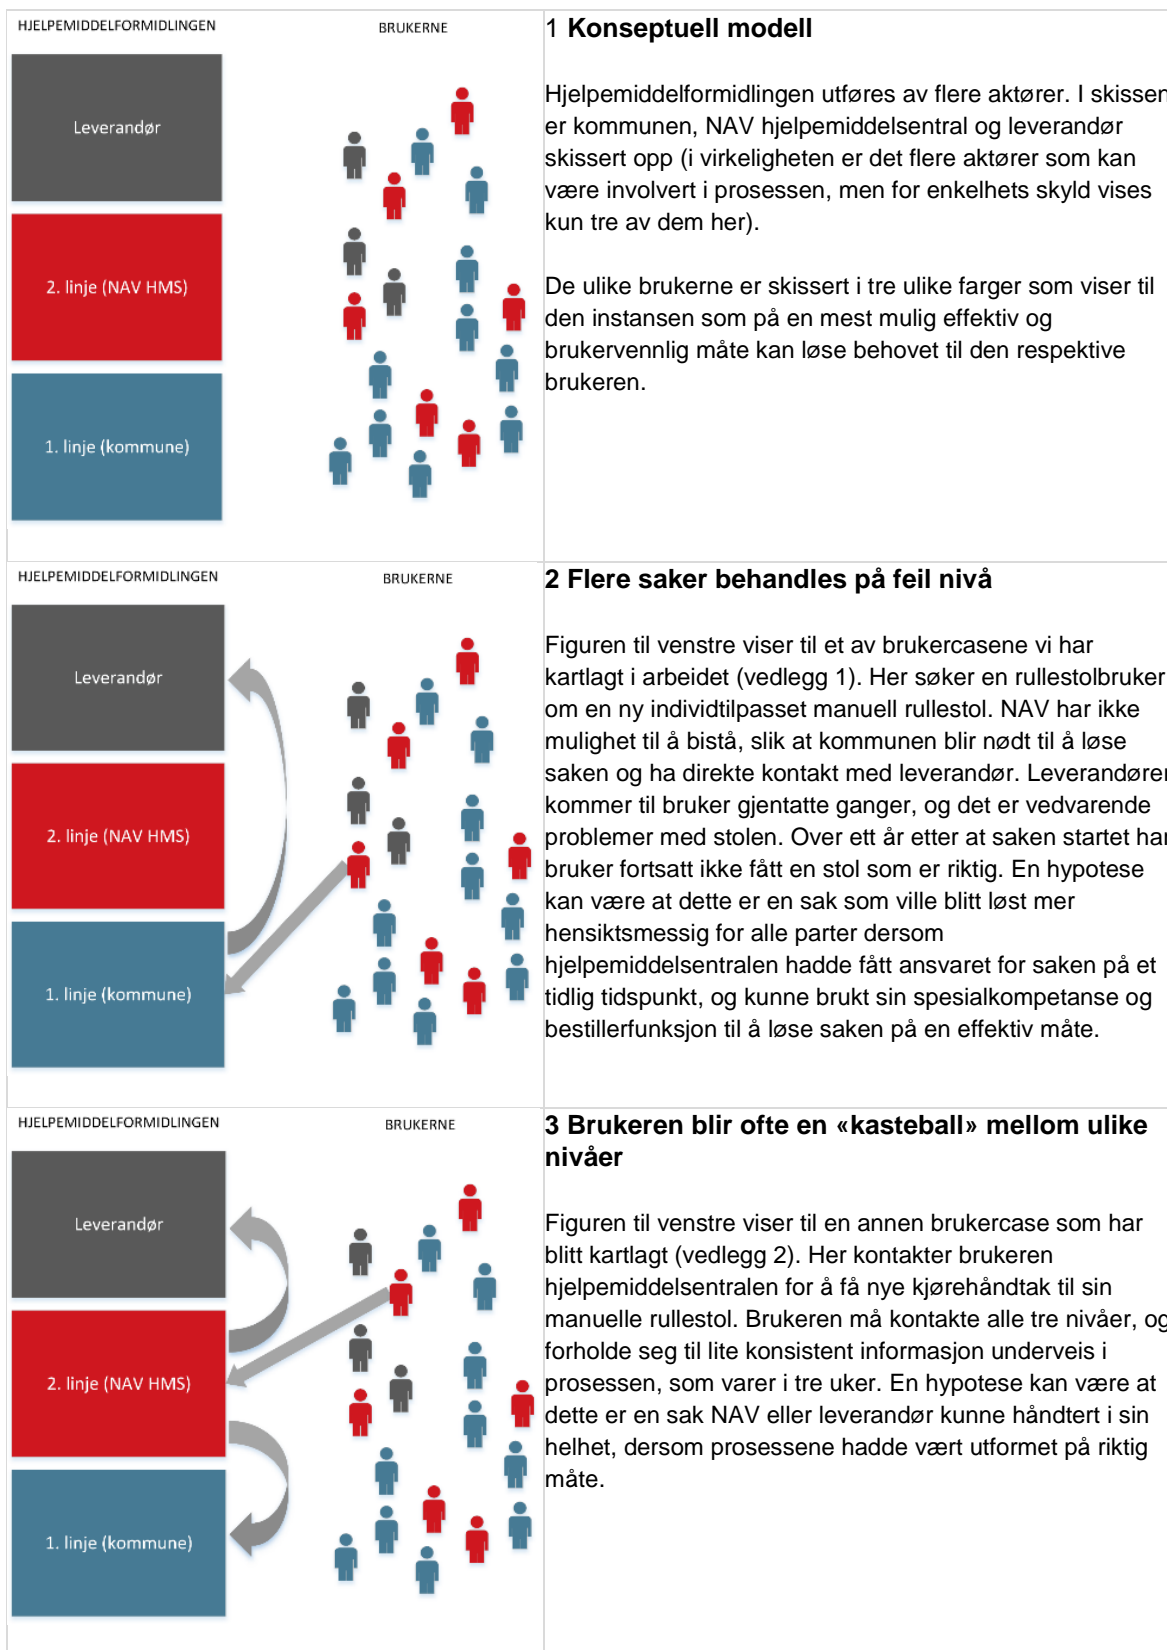 HJELPEMIDDELFORMIDLINGEN
BRUKERNE
Leverandør
2. linje (NAV HMS)
1. linje (kommune)
1 Konseptuell modell
Hjelpemiddelformidlingen utføres av flere aktører. I skissen
er kommunen, NAV hjelpemiddelsentral og leverandør
skissert opp (i virkeligheten er det flere aktører som kan
være involvert i prosessen, men for enkelhets skyld vises
kun tre av dem her).
De ulike brukerne er skissert i tre ulike farger som viser til
den instansen som på en mest mulig effektiv og
brukervennlig måte kan løse behovet til den respektive
brukeren.
HJELPEMIDDELFORMIDLINGEN
BRUKERNE
Leverandør
2. linje (NAV HMS)
1. linje (kommune)
2 Flere saker behandles på feil nivå
Figuren til venstre viser til et av brukercasene vi har
kartlagt i arbeidet (vedlegg 1). Her søker en rullestolbruker
om en ny individtilpasset manuell rullestol. NAV har ikke
mulighet til å bistå, slik at kommunen blir nødt til å løse
saken og ha direkte kontakt med leverandør. Leverandøren
kommer til bruker gjentatte ganger, og det er vedvarende
problemer med stolen. Over ett år etter at saken startet har
bruker fortsatt ikke fått en stol som er riktig. En hypotese
kan være at dette er en sak som ville blitt løst mer
hensiktsmessig for alle parter dersom
hjelpemiddelsentralen hadde fått ansvaret for saken på et
tidlig tidspunkt, og kunne brukt sin spesialkompetanse og
bestillerfunksjon til å løse saken på en effektiv måte.
HJELPEMIDDELFORMIDLINGEN
BRUKERNE
Leverandør
2. linje (NAV HMS)
1. linje (kommune)
3 Brukeren blir ofte en «kasteball» mellom ulike
nivåer
Figuren til venstre viser til en annen brukercase som har
blitt kartlagt (vedlegg 2). Her kontakter brukeren
hjelpemiddelsentralen for å få nye kjørehåndtak til sin
manuelle rullestol. Brukeren må kontakte alle tre nivåer, og
forholde seg til lite konsistent informasjon underveis i
prosessen, som varer i tre uker. En hypotese kan være at
dette er en sak NAV eller leverandør kunne håndtert i sin
helhet, dersom prosessene hadde vært utformet på riktig
måte.